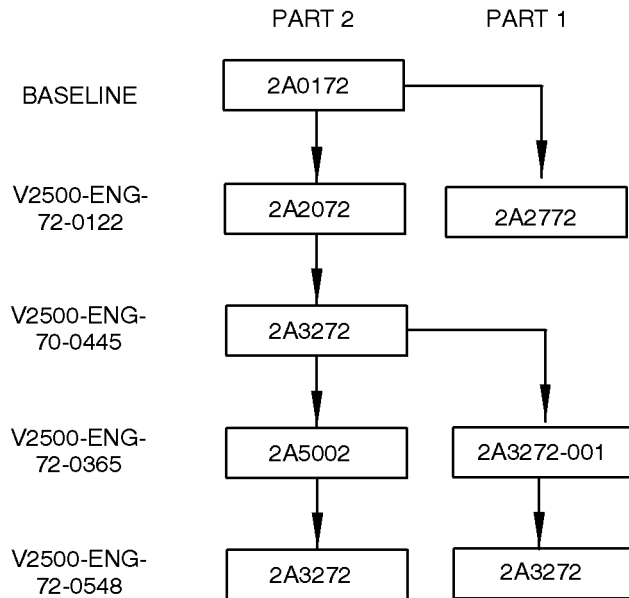 PART 2 PART 1
BASELINE 2A0172
V2500-ENG-
72-0122
2A2072 2A2772
V2500-ENG-
70-0445
2A3272
V2500-ENG-
72-0365
2A5002 2A3272-001
V2500-ENG-
72-0548
2A3272 2A3272